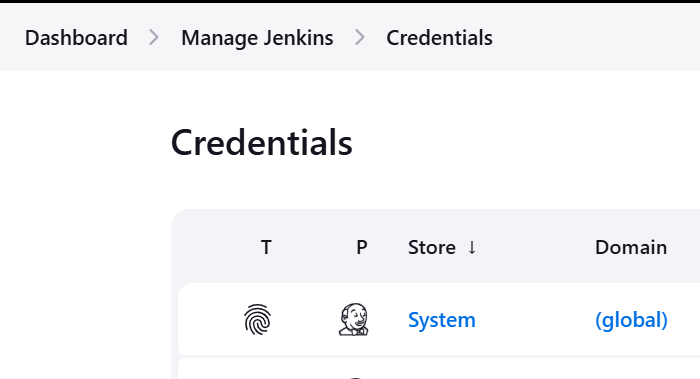 Dashboard > Manage Jenkins > Credentials
Credentials
T P Store ↓ Domain
System (global)